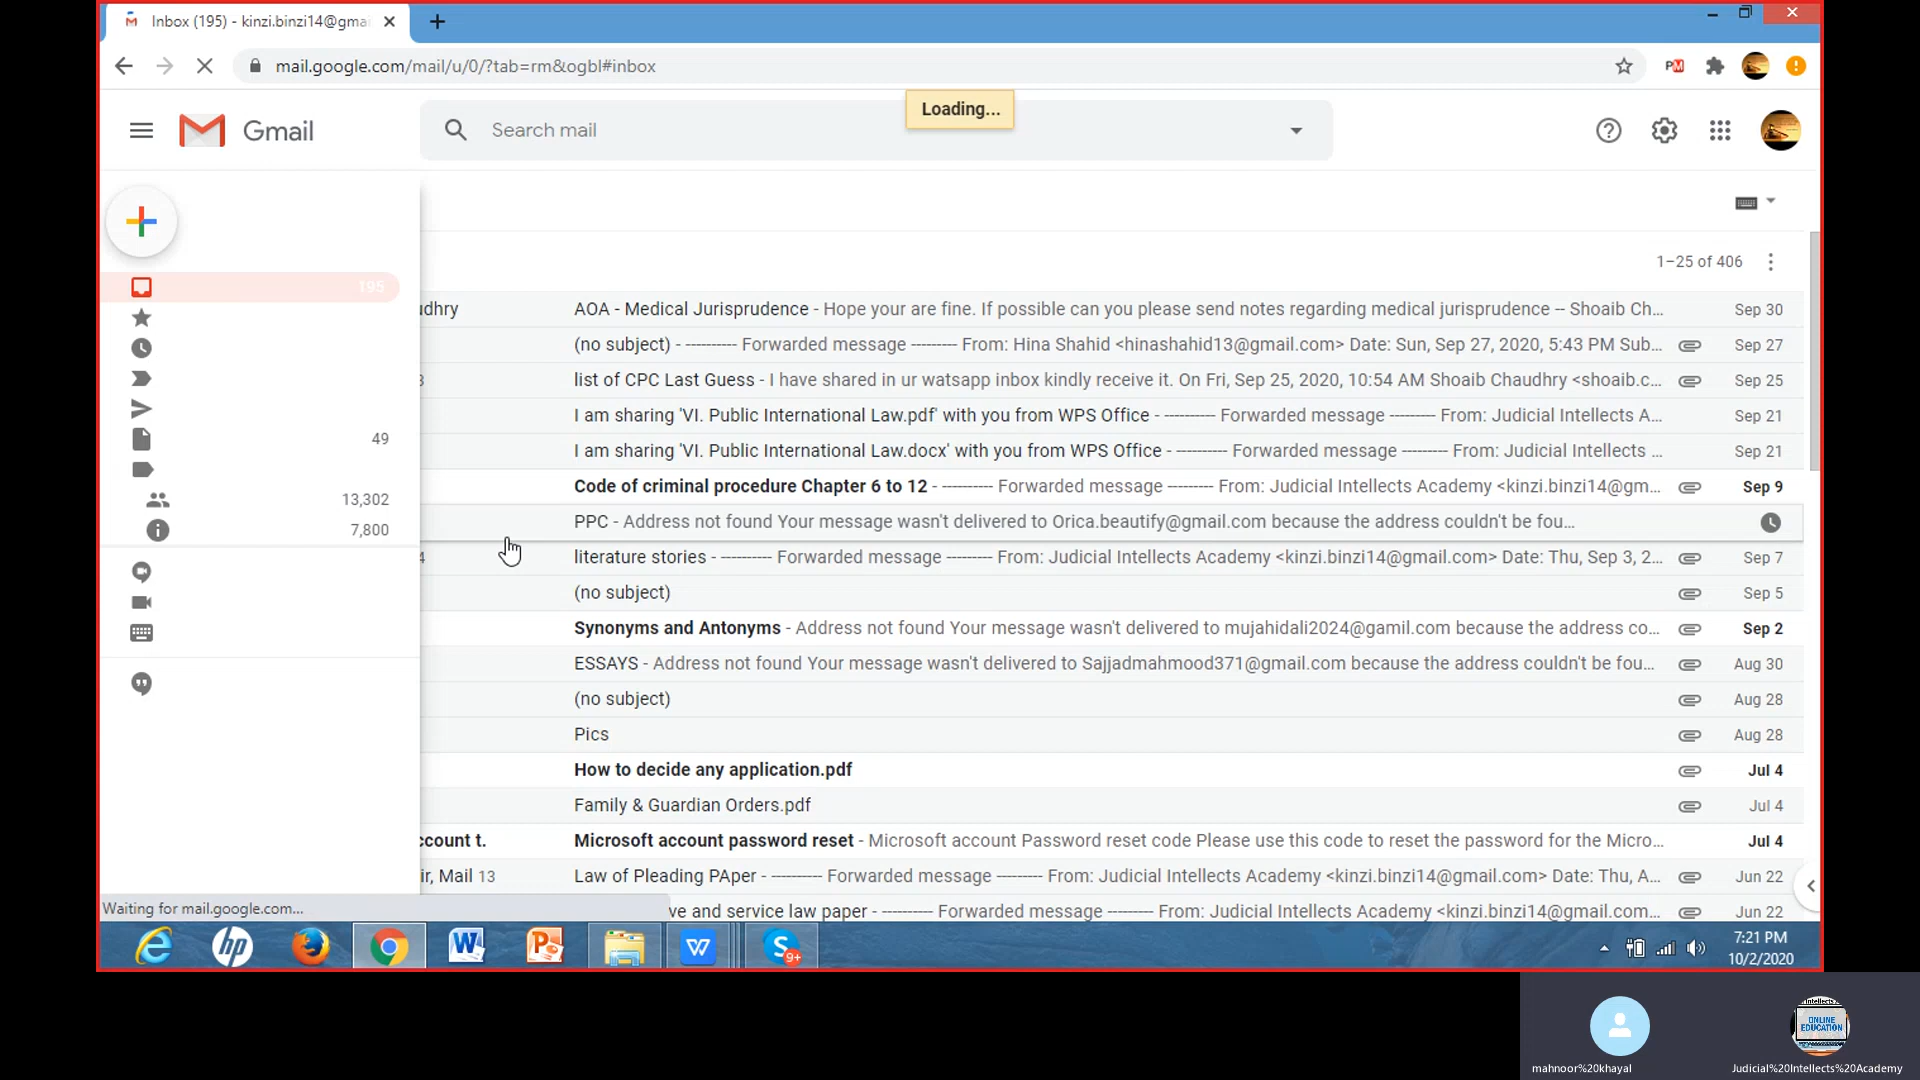 Inbox (195) - kinzi.binzi14@gmai
mail.google.com/mail/u/0/?tab=rm&ogbl#inbox
Loading...
Gmail
Search mail
1–25 of 406
195
49
13,302
7,800
udhry AOA - Medical Jurisprudence - Hope your are fine. If possible can you please send notes regarding medical jurisprudence -- Shoaib Ch... Sep 30
(no subject) - ---------- Forwarded message --------- From: Hina Shahid <hinashahid13@gmail.com> Date: Sun, Sep 27, 2020, 5:43 PM Sub... Sep 27
3 list of CPC Last Guess - I have shared in ur watsapp inbox kindly receive it. On Fri, Sep 25, 2020, 10:54 AM Shoaib Chaudhry <shoaib.c... Sep 25
I am sharing 'VI. Public International Law.pdf' with you from WPS Office - ---------- Forwarded message --------- From: Judicial Intellects A... Sep 21
I am sharing 'VI. Public International Law.docx' with you from WPS Office - ---------- Forwarded message --------- From: Judicial Intellects ... Sep 21
Code of criminal procedure Chapter 6 to 12 - ---------- Forwarded message --------- From: Judicial Intellects Academy <kinzi.binzi14@gm... Sep 9
PPC - Address not found Your message wasn't delivered to Orica.beautify@gmail.com because the address couldn't be fou...
4 literature stories - ---------- Forwarded message --------- From: Judicial Intellects Academy <kinzi.binzi14@gmail.com> Date: Thu, Sep 3, 2... Sep 7
(no subject) Sep 5
Synonyms and Antonyms - Address not found Your message wasn't delivered to mujahidali2024@gamil.com because the address co... Sep 2
ESSAYS - Address not found Your message wasn't delivered to Sajjadmahmood371@gmail.com because the address couldn't be fou... Aug 30
(no subject) Aug 28
Pics Aug 28
How to decide any application.pdf Jul 4
Family & Guardian Orders.pdf Jul 4
ccount t. Microsoft account password reset - Microsoft account Password reset code Please use this code to reset the password for the Micro... Jul 4
ir, Mail 13 Law of Pleading PAper - ---------- Forwarded message --------- From: Judicial Intellects Academy <kinzi.binzi14@gmail.com> Date: Thu, A... Jun 22
ve and service law paper - ---------- Forwarded message --------- From: Judicial Intellects Academy <kinzi.binzi14@gmail.com... Jun 22
Waiting for mail.google.com...
9+
7:21 PM
10/2/2020
ONLINE
EDUCATION
mahnoor%20khayal
Judicial%20Intellects%20Academy